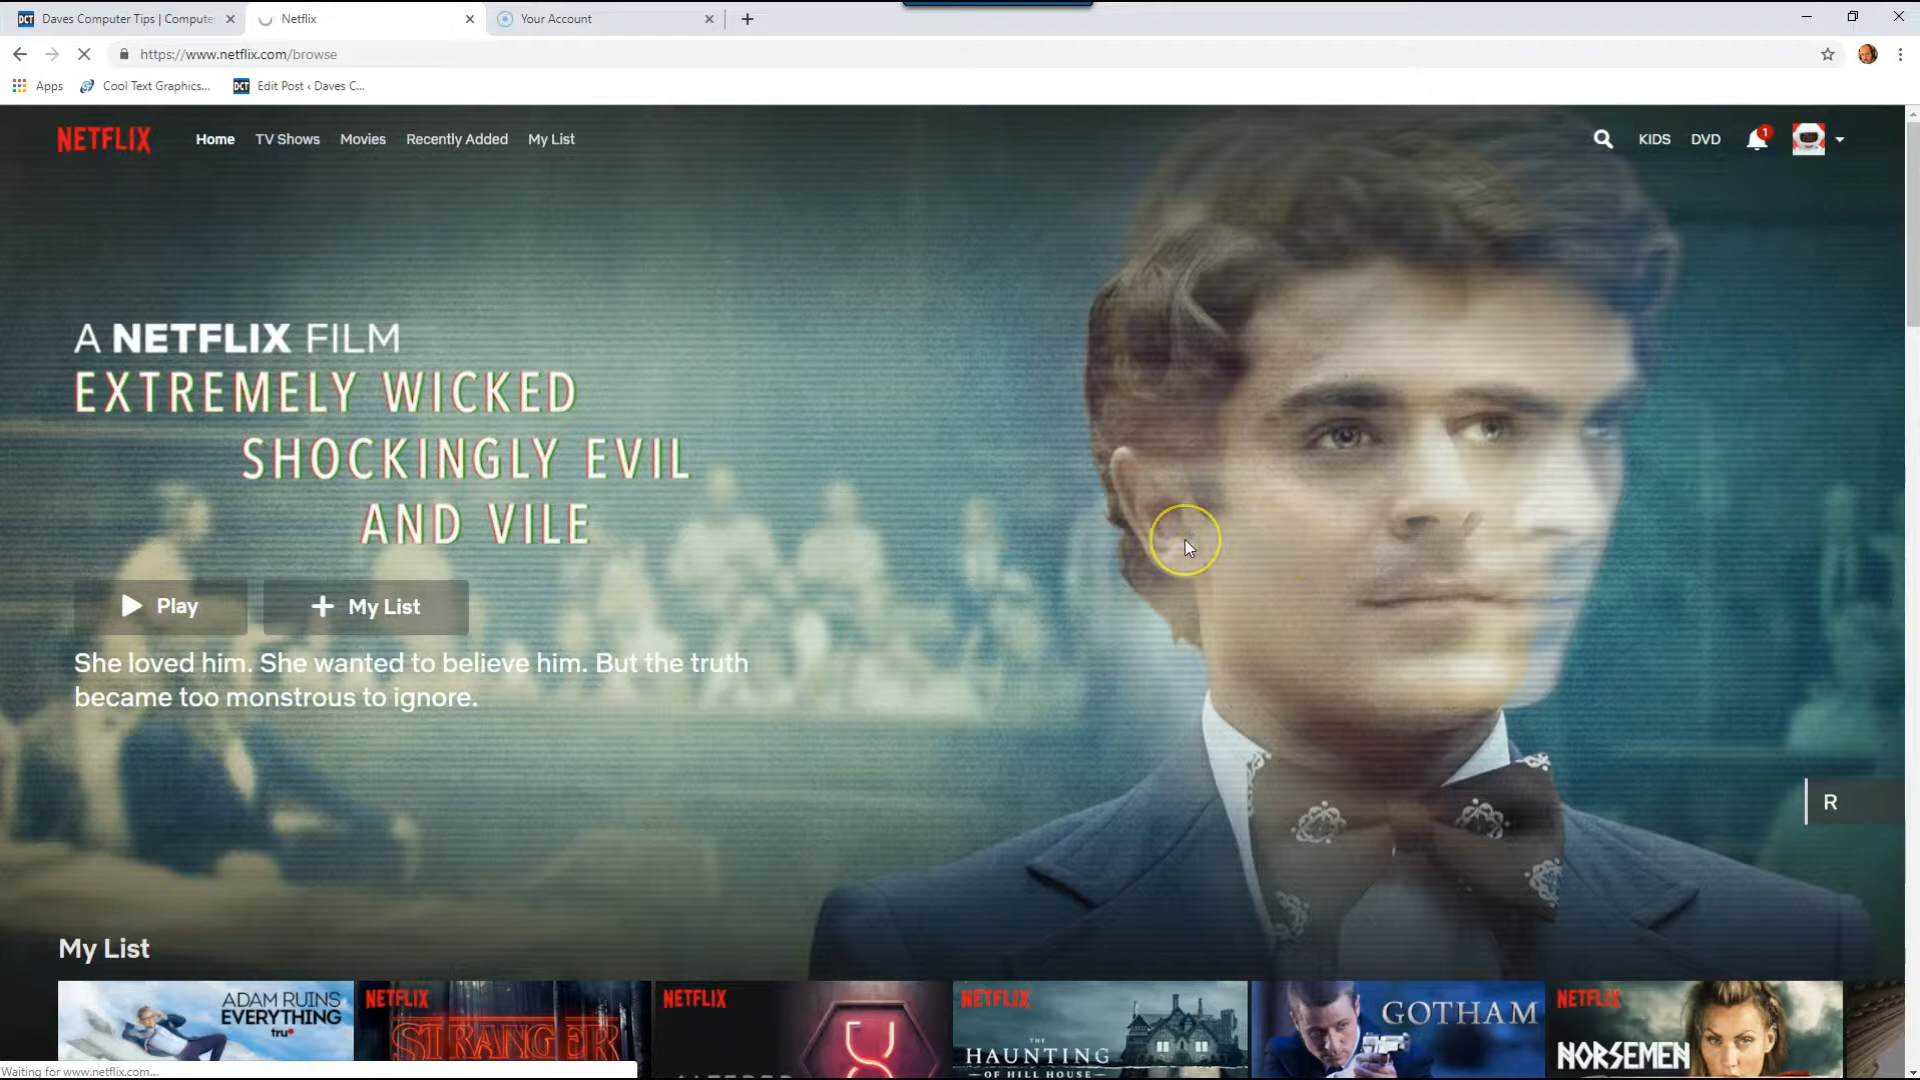 DCT Daves Computer Tips | Compute
Netflix
Your Account
https://www.netflix.com/browse
Apps
Cool Text Graphics...
DCT Edit Post ‹ Daves C...
NETFLIX
Home
TV Shows
Movies
Recently Added
My List
KIDS
DVD
1
A NETFLIX FILM
EXTREMELY WICKED
SHOCKINGLY EVIL
AND VILE
Play
My List
She loved him. She wanted to believe him. But the truth
became too monstrous to ignore.
R
My List
ADAM RUINS
EVERYTHING
tru
NETFLIX
STRANGER
NETFLIX
NETFLIX
THE
HAUNTING
OF HILL HOUSE
GOTHAM
NETFLIX
NORSEMEN
Waiting for www.netflix.com...